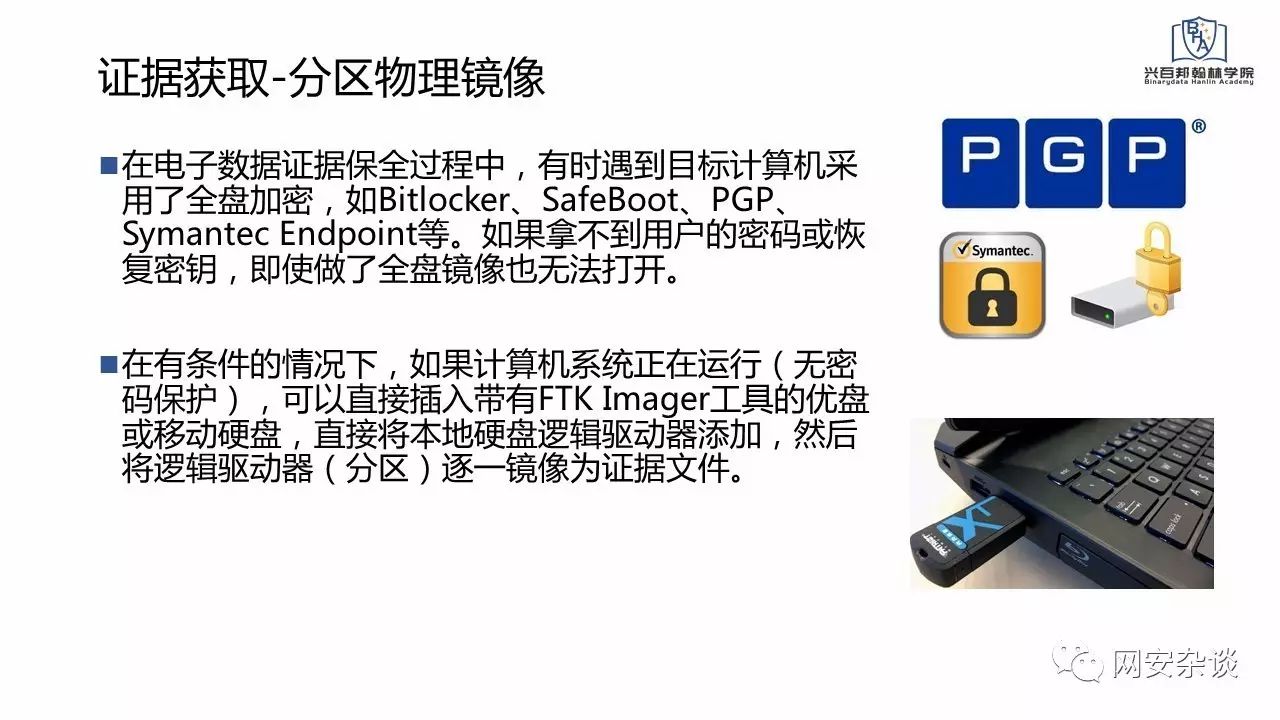 证据获取-分区物理镜像
BHA
兴百邦翰林学院
Binarydata Hanlin Academy
■在电子数据证据保全过程中，有时遇到目标计算机采
用了全盘加密，如Bitlocker、SafeBoot、PGP、
Symantec Endpoint等。如果拿不到用户的密码或恢
复密钥，即使做了全盘镜像也无法打开。
PGP®
Symantec.
■在有条件的情况下，如果计算机系统正在运行（无密
码保护），可以直接插入带有FTK Imager工具的优盘
或移动硬盘，直接将本地硬盘逻辑驱动器添加，然后
将逻辑驱动器（分区）逐一镜像为证据文件。
XT
PATRIOT
caps lock
网安杂谈